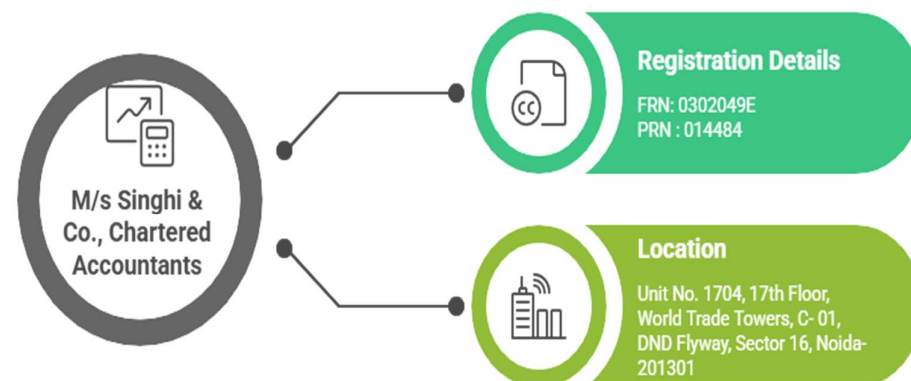 M/s Singhi &
Co., Chartered
Accountants
Registration Details
FRN: 0302049E
PRN : 014484
Location
Unit No. 1704, 17th Floor,
World Trade Towers, C- 01,
DND Flyway, Sector 16, Noida-
201301